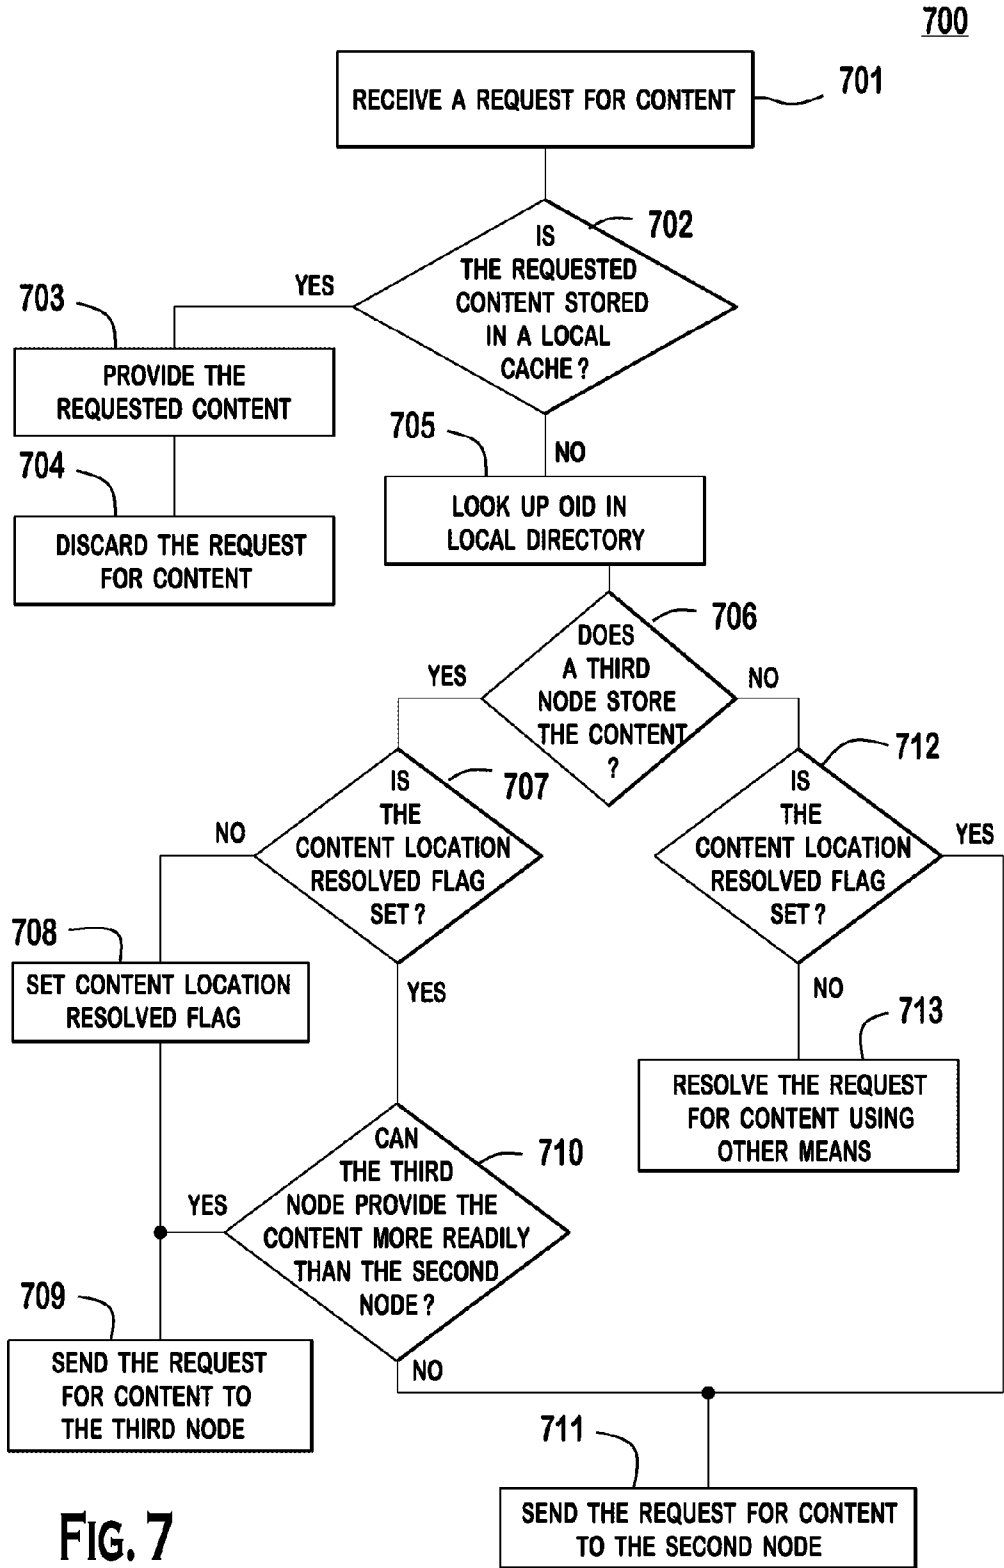 700
RECEIVE A REQUEST FOR CONTENT
701
702
IS
THE REQUESTED
CONTENT STORED
IN A LOCAL
CACHE?
YES
703
PROVIDE THE
REQUESTED CONTENT
704
DISCARD THE REQUEST
FOR CONTENT
NO
705
LOOK UP OID IN
LOCAL DIRECTORY
706
DOES
A THIRD
NODE STORE
THE CONTENT
?
YES
NO
707
IS
THE
CONTENT LOCATION
RESOLVED FLAG
SET?
NO
YES
708
SET CONTENT LOCATION
RESOLVED FLAG
712
IS
THE
CONTENT LOCATION
RESOLVED FLAG
SET?
YES
NO
713
RESOLVE THE REQUEST
FOR CONTENT USING
OTHER MEANS
710
CAN
THE THIRD
NODE PROVIDE THE
CONTENT MORE READILY
THAN THE SECOND
NODE?
YES
NO
709
SEND THE REQUEST
FOR CONTENT TO
THE THIRD NODE
711
SEND THE REQUEST FOR CONTENT
TO THE SECOND NODE
FIG. 7